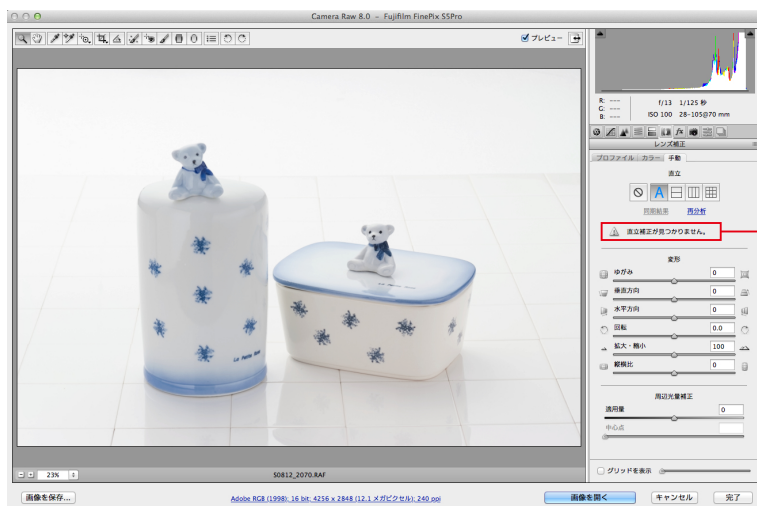 Camera Raw 8.0 – Fujifilm FinePix S5Pro
プレビュー
R: ---
G: ---
B: ---
f/13 1/125 秒
ISO 100 28-105@70 mm
レンズ補正
プロファイル カラー 手動
直立
A
同期結果 再分析
直立補正が見つかりません。
変形
ゆがみ 0
垂直方向 0
水平方向 0
回転 0.0
拡大・縮小 100
縦横比 0
周辺光量補正
適用量 0
中心点
グリッドを表示
La Petite Rose
23%
S0812_2070.RAF
画像を保存...
Adobe RGB (1998); 16 bit; 4256 x 2848 (12.1 メガピクセル); 240 ppi
画像を開く
キャンセル
完了